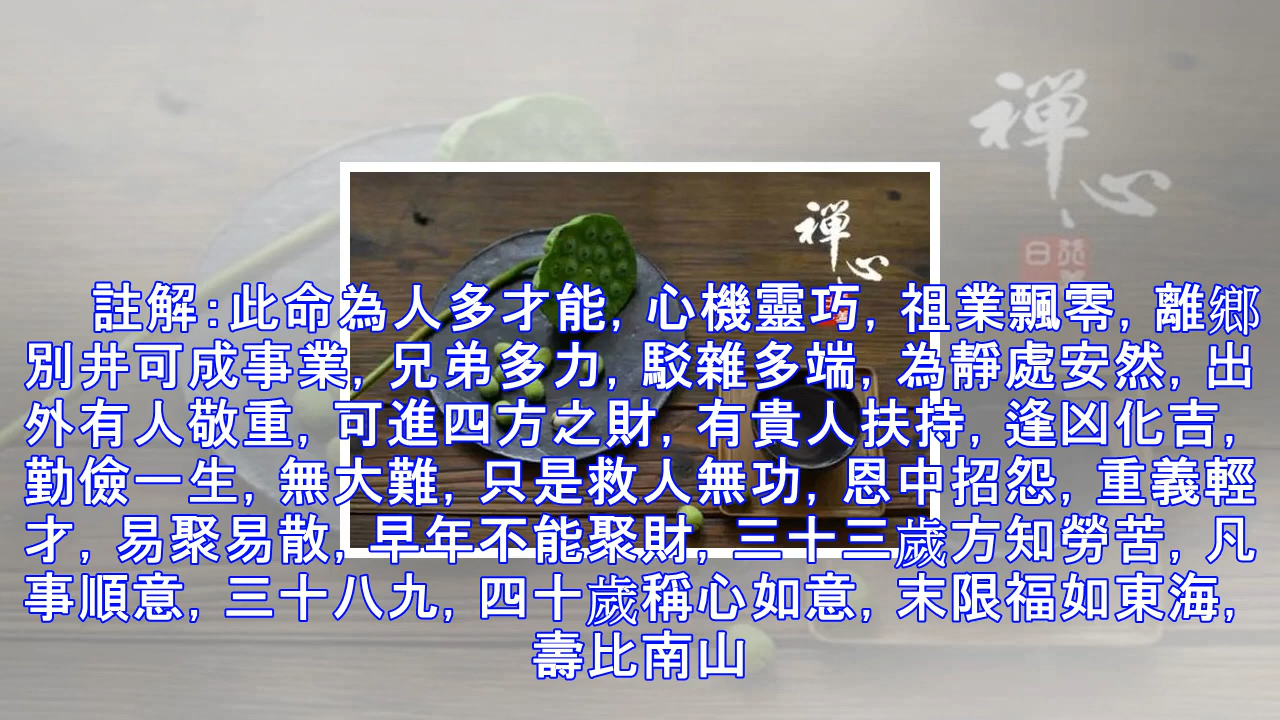 禪心
禪心
註解:此命為人多才能, 心機靈巧, 祖業飄零, 離鄉
別井可成事業, 兄弟多力, 駁雜多端, 為靜處安然, 出
外有人敬重, 可進四方之財, 有貴人扶持, 逢凶化吉,
勤儉一生, 無大難, 只是救人無功, 恩中招怨, 重義輕
才, 易聚易散, 早年不能聚財, 三十三歲方知勞苦, 凡
事順意, 三十八九, 四十歲稱心如意, 末限福如東海,
壽比南山